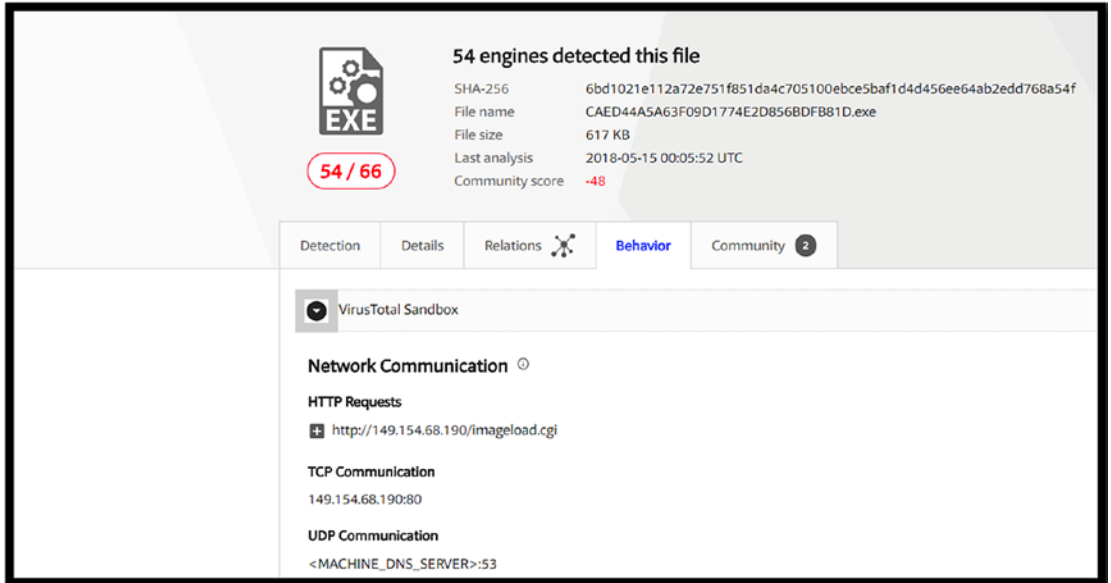 54 engines detected this file
SHA-256 6bd1021e112a72e751f851da4c705100ebce5baf1d4d456ee64ab2edd768a54f
File name CAED44A5A63F09D1774E2D856BDFB81D.exe
File size 617 KB
Last analysis 2018-05-15 00:05:52 UTC
Community score -48
EXE
54 / 66
Detection Details Relations Behavior Community 2
VirusTotal Sandbox
Network Communication
HTTP Requests
http://149.154.68.190/imageload.cgi
TCP Communication
149.154.68.190:80
UDP Communication
<MACHINE_DNS_SERVER>:53